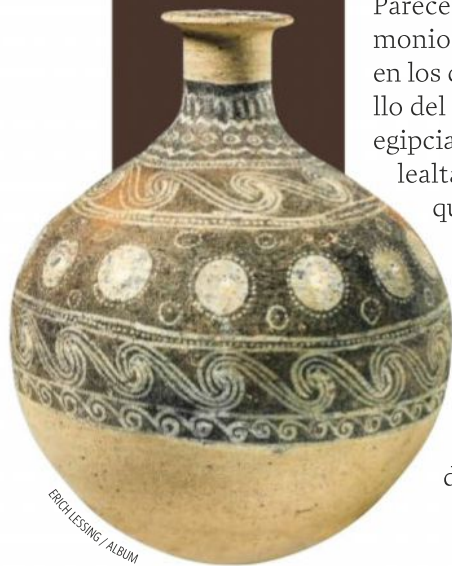 Parece
monio
en los
llo del
egipcia
lealta
qu
d
ERICH LESSING / ALBUM